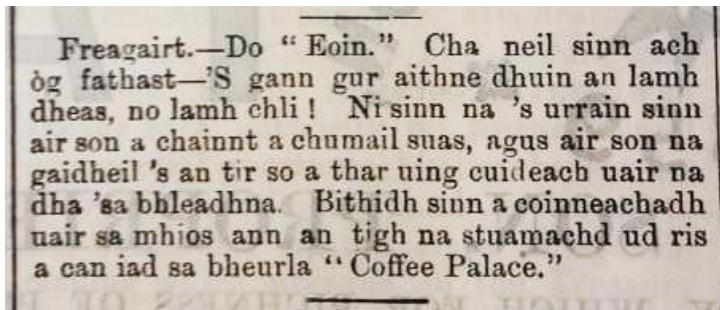 Freagairt.—Do “Eoin.” Cha neil sinn ach
òg fathast—’S gann gur aithne dhuin an lamh
dheas, no lamh chli! Ni sinn na ’s urrain sinn
air son a chainnt a chumail suas, agus air son na
gaidheil ’s an tir so a thar uing cuideach uair na
dha ’sa bhleadhna. Bithidh sinn a coinneachadh
uair sa mhios ann an tigh na stuamachd ud ris
a can iad sa bheurla “Coffee Palace.”